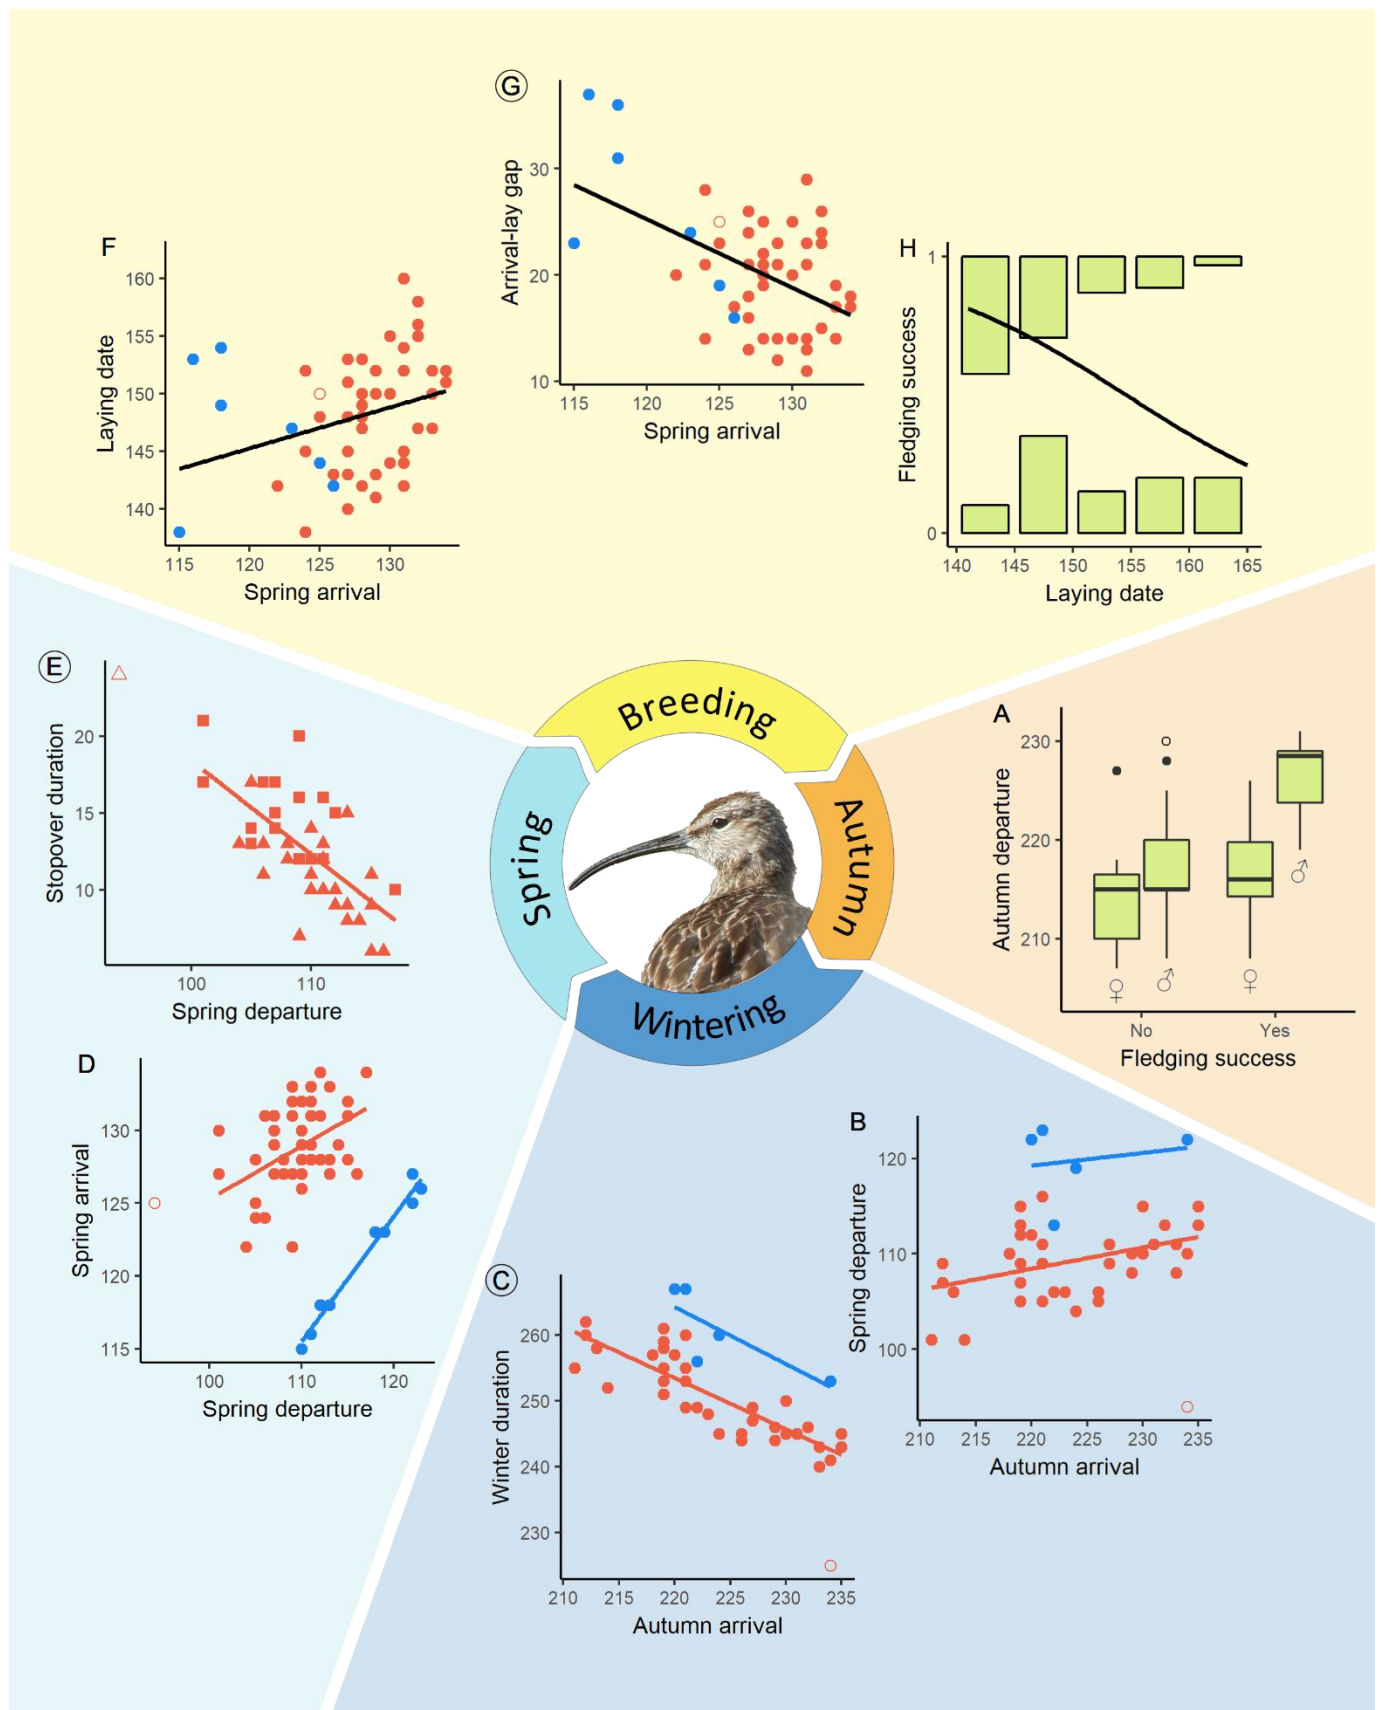 G
30
20
10
Arrival-lay gap
115
120
125
130
Spring arrival
F
160
155
150
145
140
Laying date
115
120
125
130
Spring arrival
H
1
0
Fledging success
140
145
150
155
160
165
Laying date
E
20
15
10
Stopover duration
100
110
Spring departure
Breeding
Autumn
Wintering
Spring
A
230
220
210
Autumn departure
♀
♂
♀
♂
No
Yes
Fledging success
D
130
125
120
115
Spring arrival
100
110
120
Spring departure
B
120
110
100
Spring departure
210
215
220
225
230
235
Autumn arrival
C
260
250
240
230
Winter duration
210
215
220
225
230
235
Autumn arrival